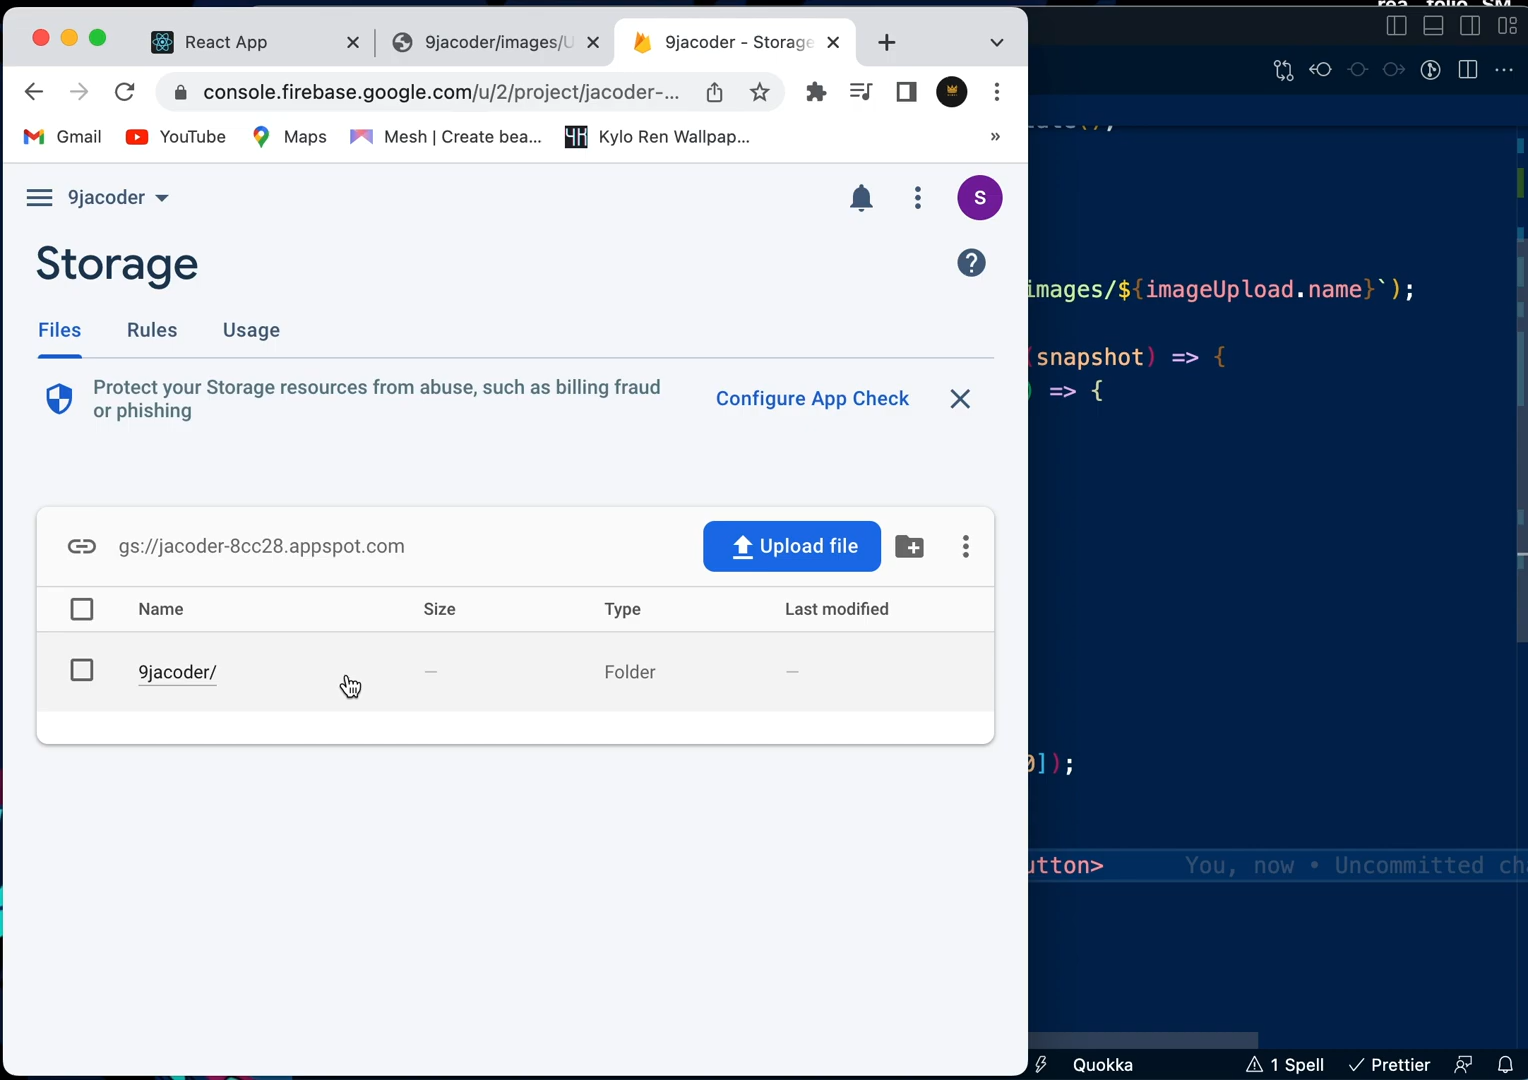 React App
9jacoder/images/U
9jacoder - Storage
console.firebase.google.com/u/2/project/jacoder-...
Gmail
YouTube
Maps
Mesh | Create bea...
Kylo Ren Wallpap...
»
9jacoder
S
Storage
?
Files
Rules
Usage
Protect your Storage resources from abuse, such as billing fraud
or phishing
Configure App Check
gs://jacoder-8cc28.appspot.com
Upload file
Name
Size
Type
Last modified
9jacoder/
—
Folder
—
images/${imageUpload.name}`);
(snapshot) => {
) => {
0]);
utton>
You, now • Uncommitted ch
Quokka
1 Spell
Prettier